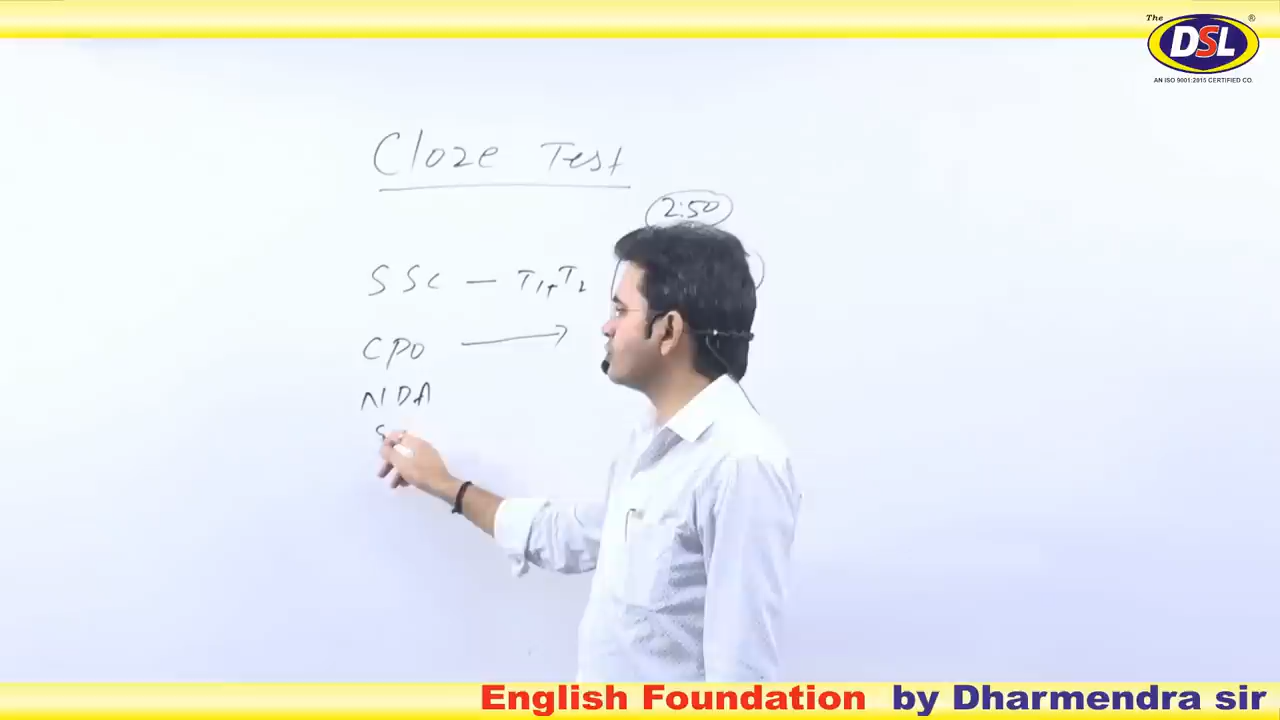 The
®
DSL
AN ISO 9001:2015 CERTIFIED CO.
Cloze Test
2:50
SSC — T1, T2
CPO →
NDA
S
English Foundation by Dharmendra sir